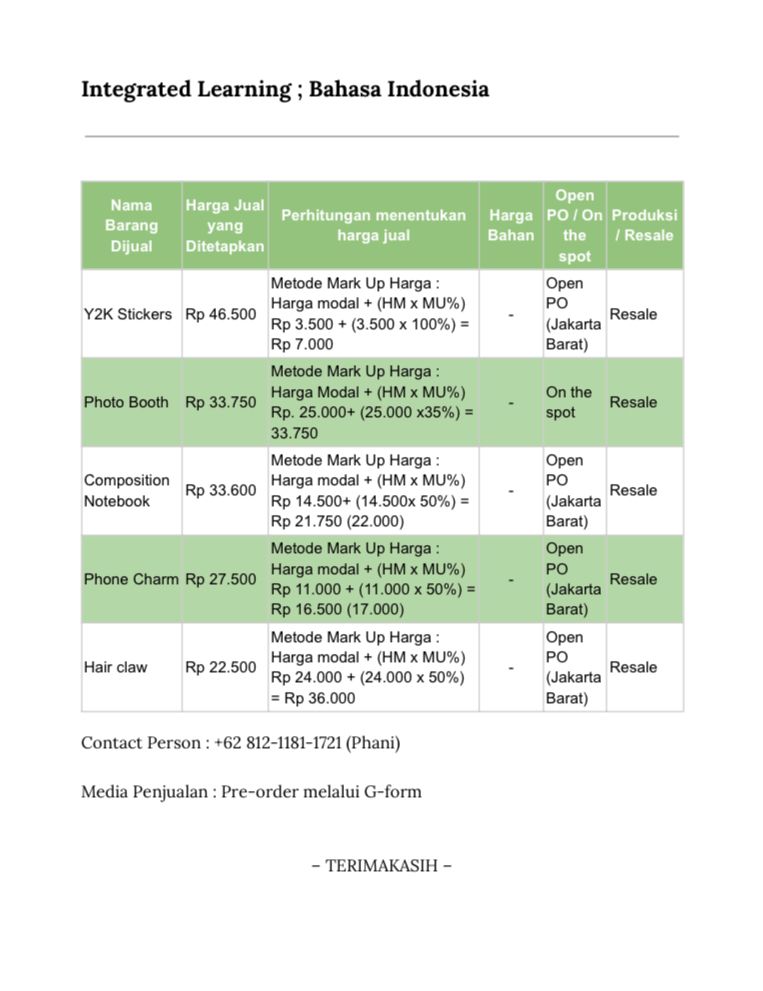 Integrated Learning ; Bahasa Indonesia
Nama
Barang
Dijual
Harga Jual
yang
Ditetapkan
Perhitungan menentukan
harga jual
Harga
Bahan
Open
PO / On
the
spot
Produksi
/ Resale
Y2K Stickers
Rp 46.500
Metode Mark Up Harga :
Harga modal + (HM x MU%)
Rp 3.500 + (3.500 x 100%) =
Rp 7.000
-
Open
PO
(Jakarta
Barat)
Resale
Photo Booth
Rp 33.750
Metode Mark Up Harga :
Harga Modal + (HM x MU%)
Rp. 25.000+ (25.000 x35%) =
33.750
-
On the
spot
Resale
Composition
Notebook
Rp 33.600
Metode Mark Up Harga :
Harga modal + (HM x MU%)
Rp 14.500+ (14.500x 50%) =
Rp 21.750 (22.000)
-
Open
PO
(Jakarta
Barat)
Resale
Phone Charm
Rp 27.500
Metode Mark Up Harga :
Harga modal + (HM x MU%)
Rp 11.000 + (11.000 x 50%) =
Rp 16.500 (17.000)
-
Open
PO
(Jakarta
Barat)
Resale
Hair claw
Rp 22.500
Metode Mark Up Harga :
Harga modal + (HM x MU%)
Rp 24.000 + (24.000 x 50%)
= Rp 36.000
-
Open
PO
(Jakarta
Barat)
Resale
Contact Person : +62 812-1181-1721 (Phani)
Media Penjualan : Pre-order melalui G-form
– TERIMAKASIH –